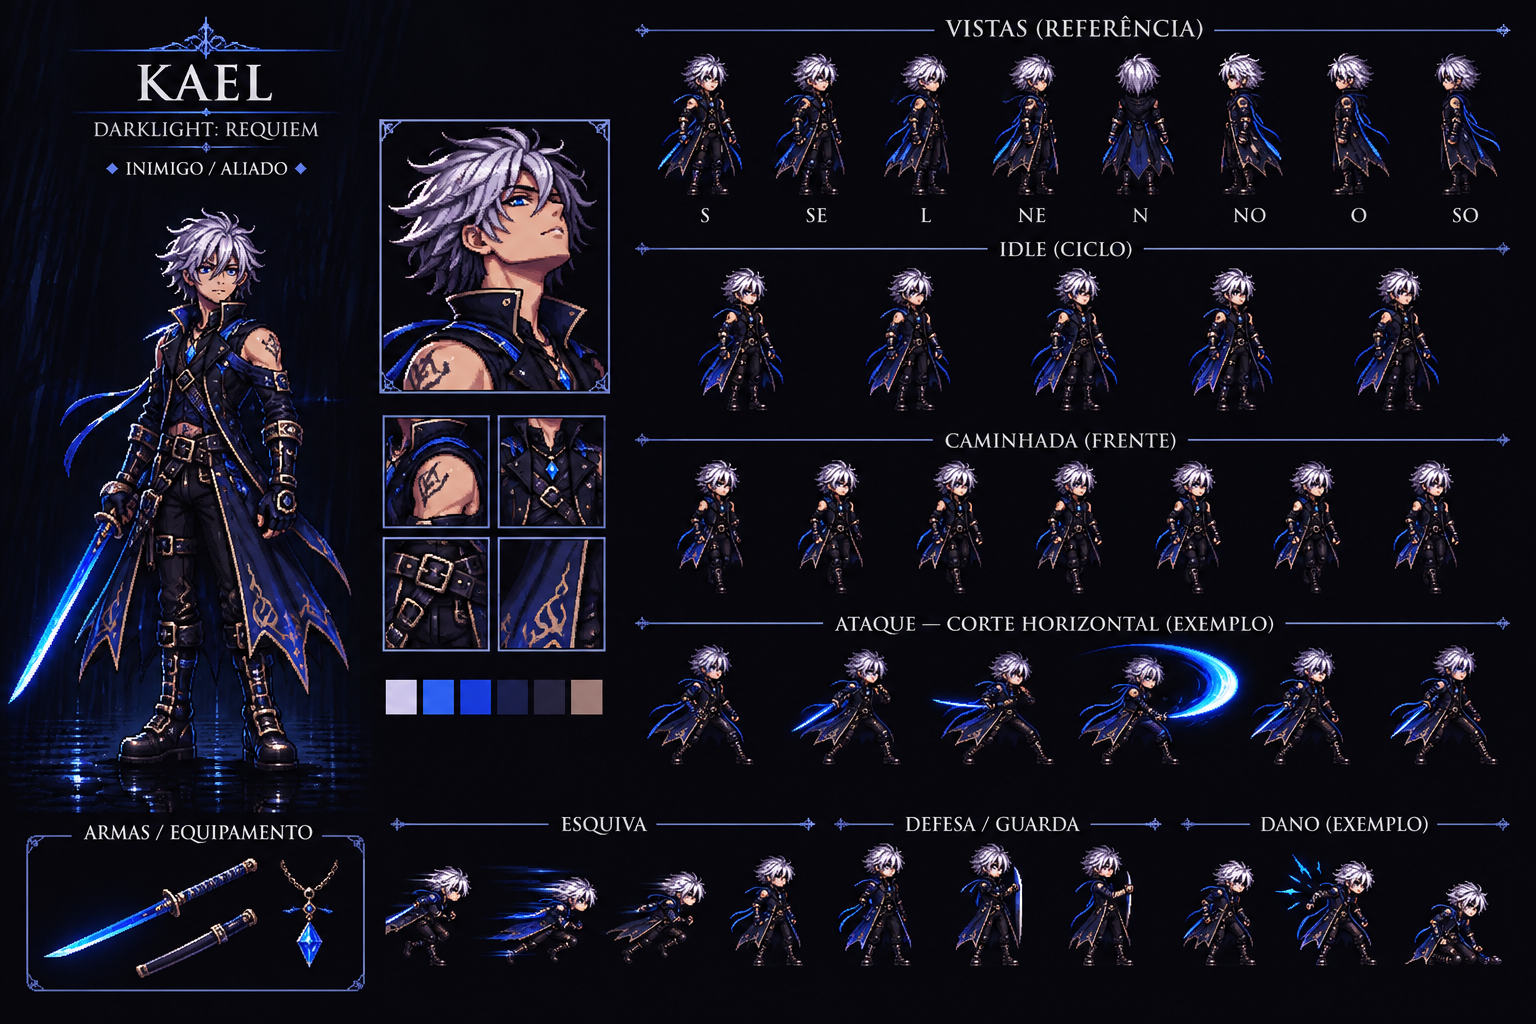 KAEL
DARKLIGHT: REQUIEM
INIMIGO / ALIADO
VISTAS (REFERÊNCIA)
S SE L NE N NO O SO
IDLE (CICLO)
CAMINHADA (FRENTE)
ATAQUE — CORTE HORIZONTAL (EXEMPLO)
ARMAS / EQUIPAMENTO
ESQUIVA
DEFESA / GUARDA
DANO (EXEMPLO)